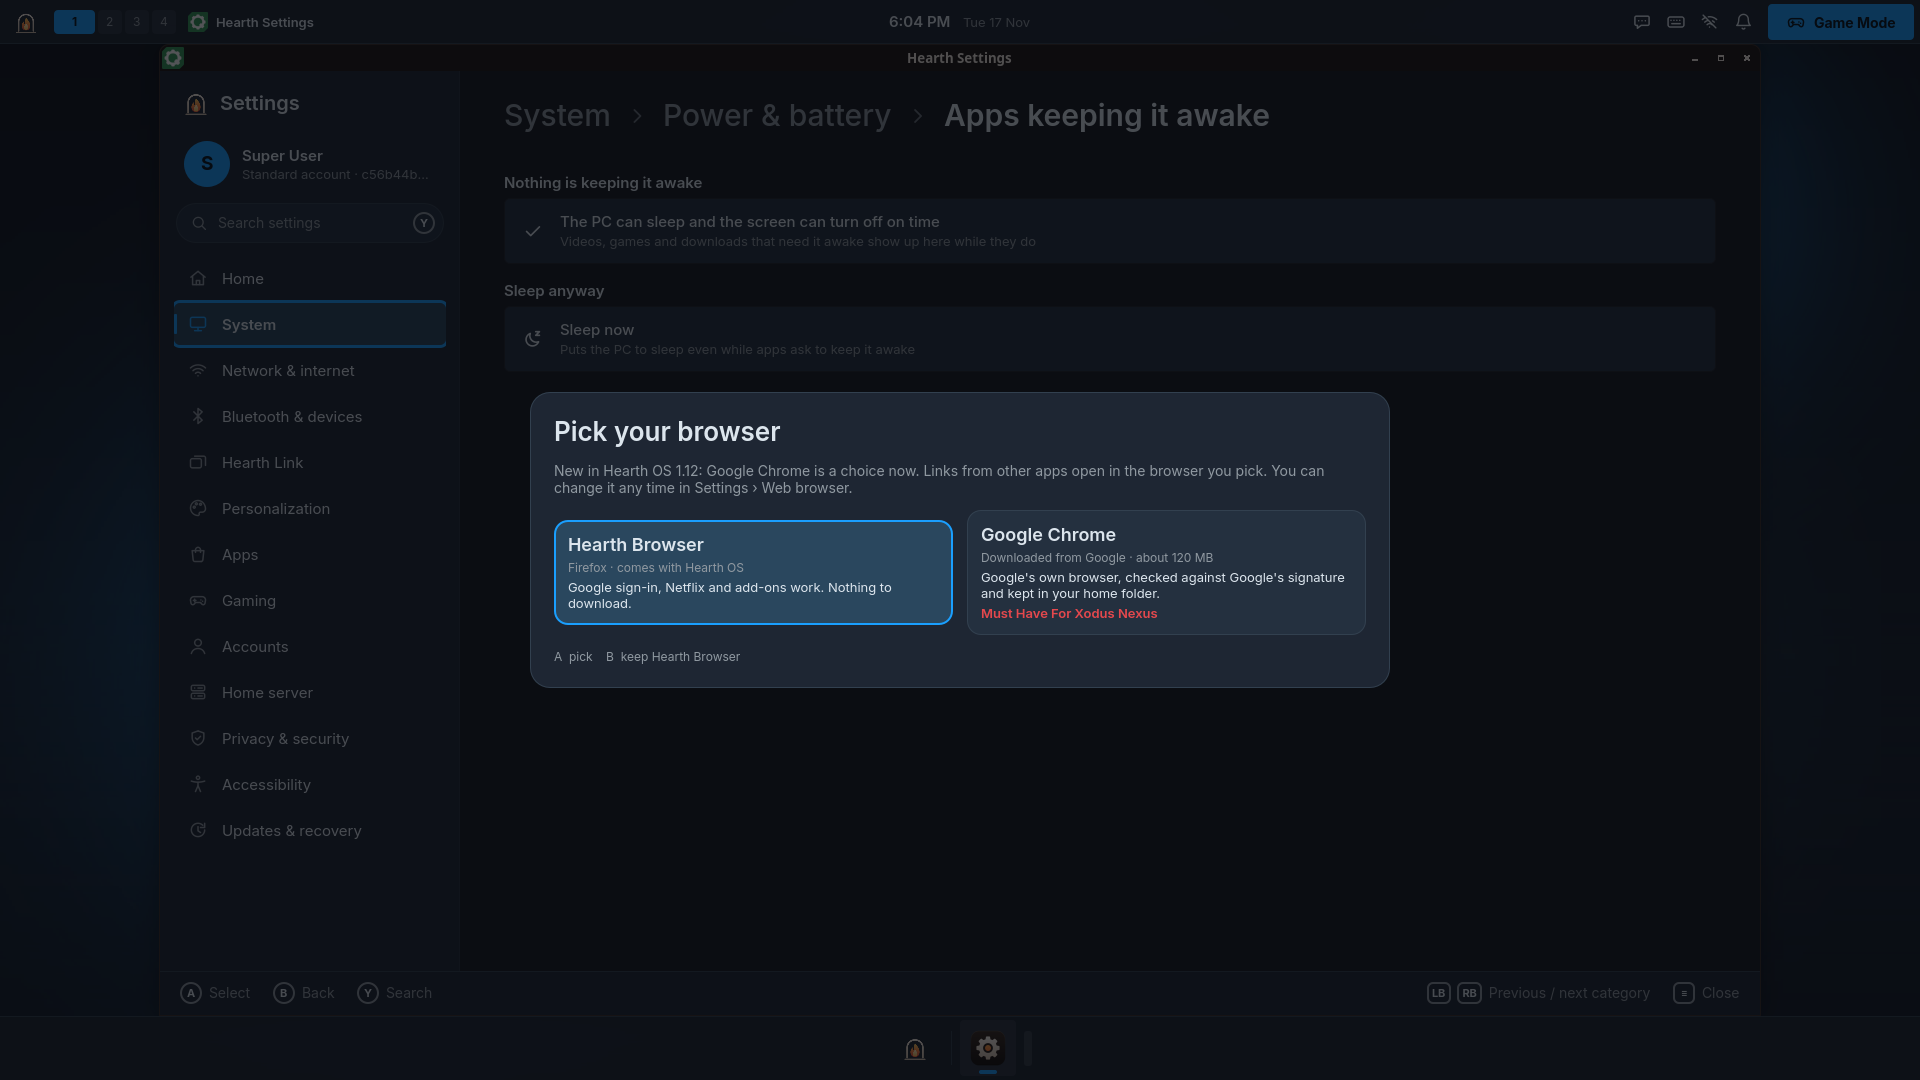 1 2 3 4 Hearth Settings 6:04 PM Tue 17 Nov Game Mode
Hearth Settings
Settings
S
Super User
Standard account · c56b44b...
Search settings Y
Home
System
Network & internet
Bluetooth & devices
Hearth Link
Personalization
Apps
Gaming
Accounts
Home server
Privacy & security
Accessibility
Updates & recovery
System > Power & battery > Apps keeping it awake
Nothing is keeping it awake
The PC can sleep and the screen can turn off on time
Videos, games and downloads that need it awake show up here while they do
Sleep anyway
Sleep now
Puts the PC to sleep even while apps ask to keep it awake
Pick your browser
New in Hearth OS 1.12: Google Chrome is a choice now. Links from other apps open in the browser you pick. You can
change it any time in Settings › Web browser.
Hearth Browser
Firefox · comes with Hearth OS
Google sign-in, Netflix and add-ons work. Nothing to
download.
Google Chrome
Downloaded from Google · about 120 MB
Google's own browser, checked against Google's signature
and kept in your home folder.
Must Have For Xodus Nexus
A pick B keep Hearth Browser
A Select B Back Y Search LB RB Previous / next category Close